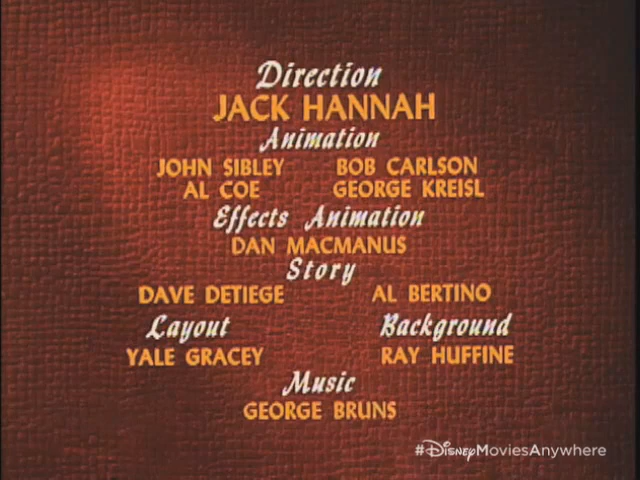 Direction
JACK HANNAH
Animation
JOHN SIBLEY BOB CARLSON
AL COE GEORGE KREISL
Effects Animation
DAN MACMANUS
Story
DAVE DETIEGE AL BERTINO
Layout Background
YALE GRACEY RAY HUFFINE
Music
GEORGE BRUNS
#DisneyMoviesAnywhere